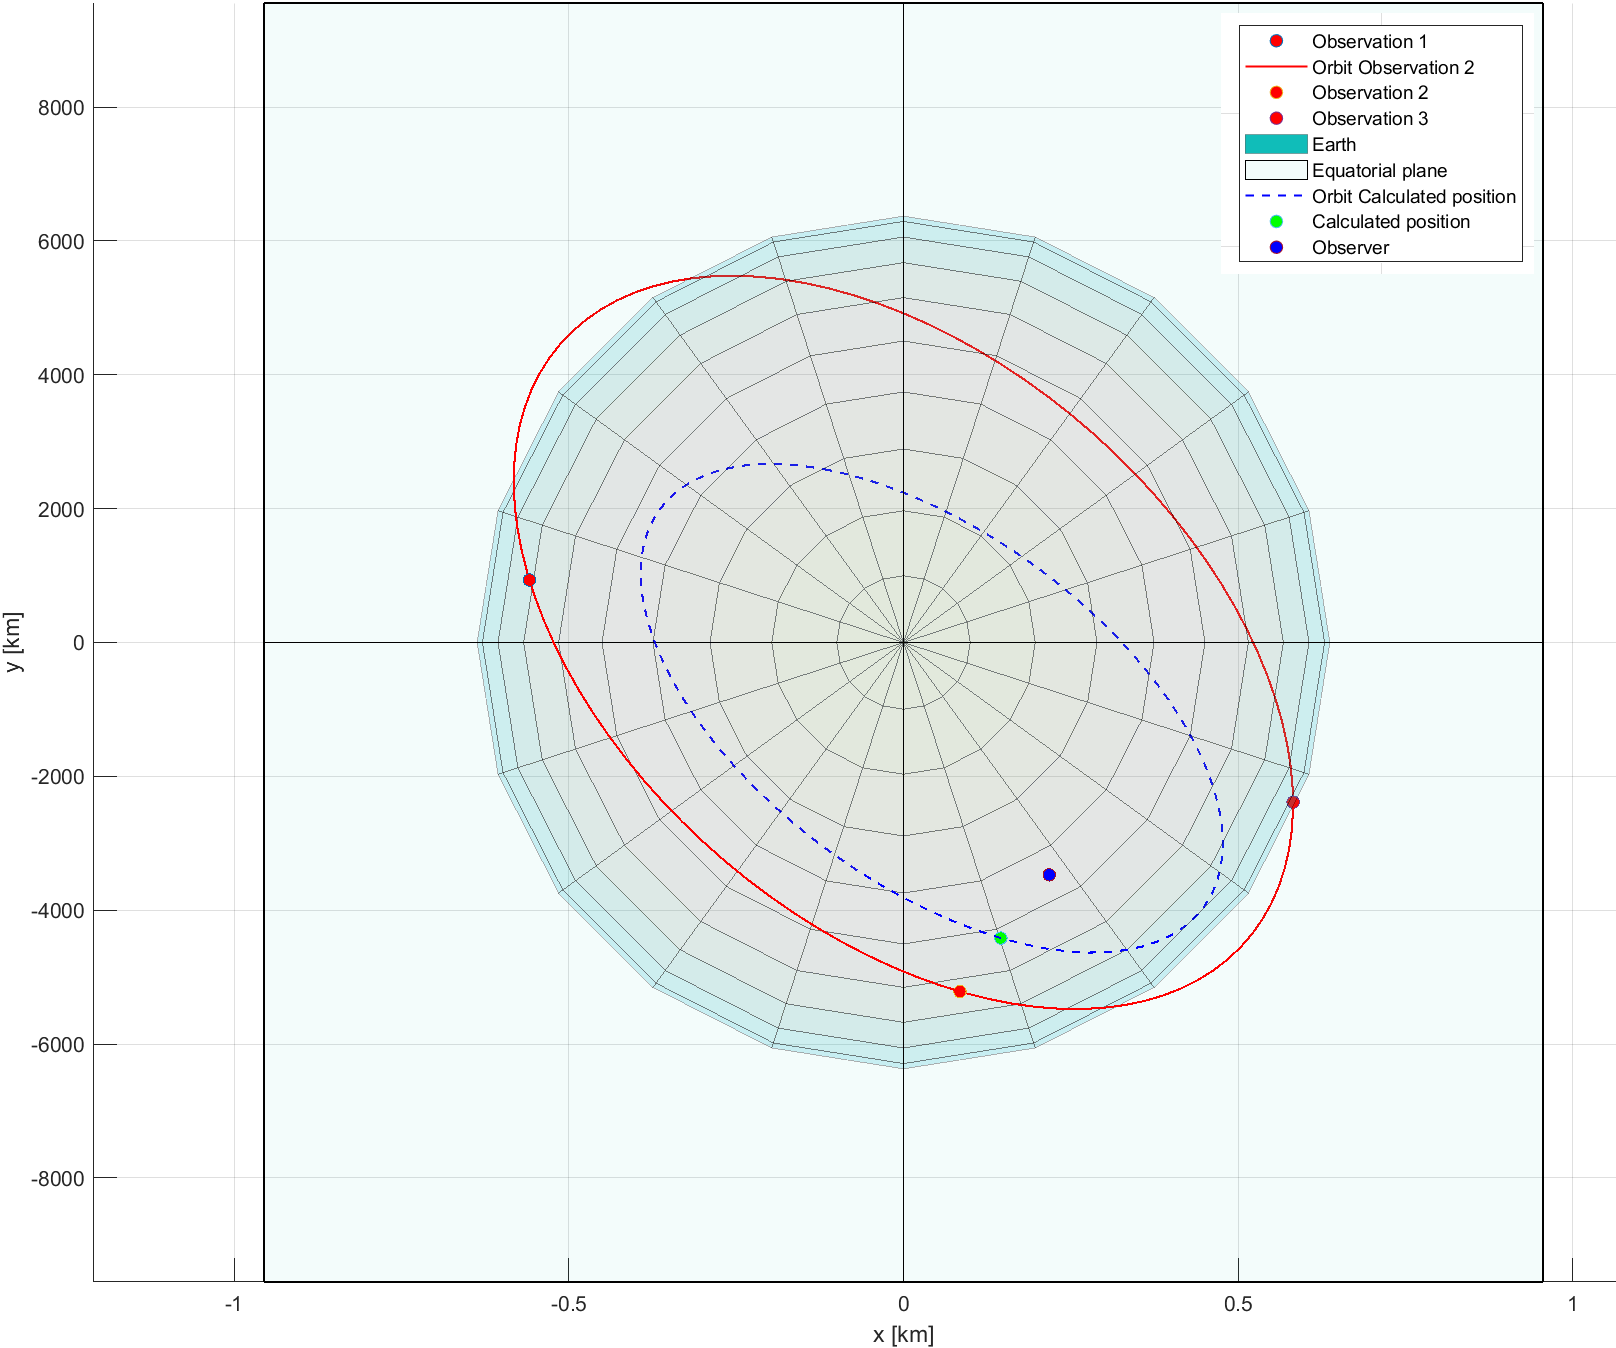 Observation 1
Orbit Observation 2
Observation 2
Observation 3
Earth
Equatorial plane
Orbit Calculated position
Calculated position
Observer
8000
6000
4000
2000
0
-2000
-4000
-6000
-8000
y [km]
-1
-0.5
0
0.5
1
x [km]